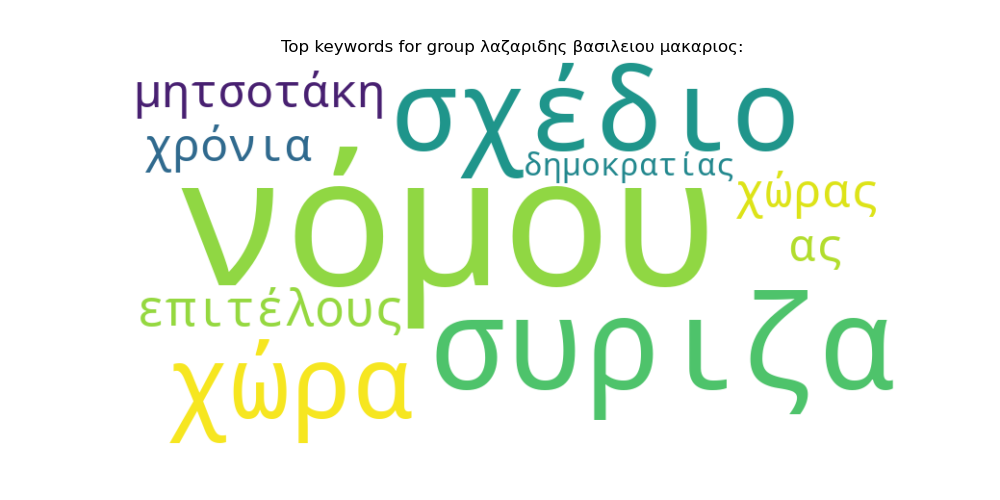 Top keywords for group λαζαριδης βασιλειου μακαριος:
μητσοτάκη
σχέδιο
χρόνια
δημοκρατίας
νόμου
χώρας
ας
επιτέλους
συριζα
χώρα